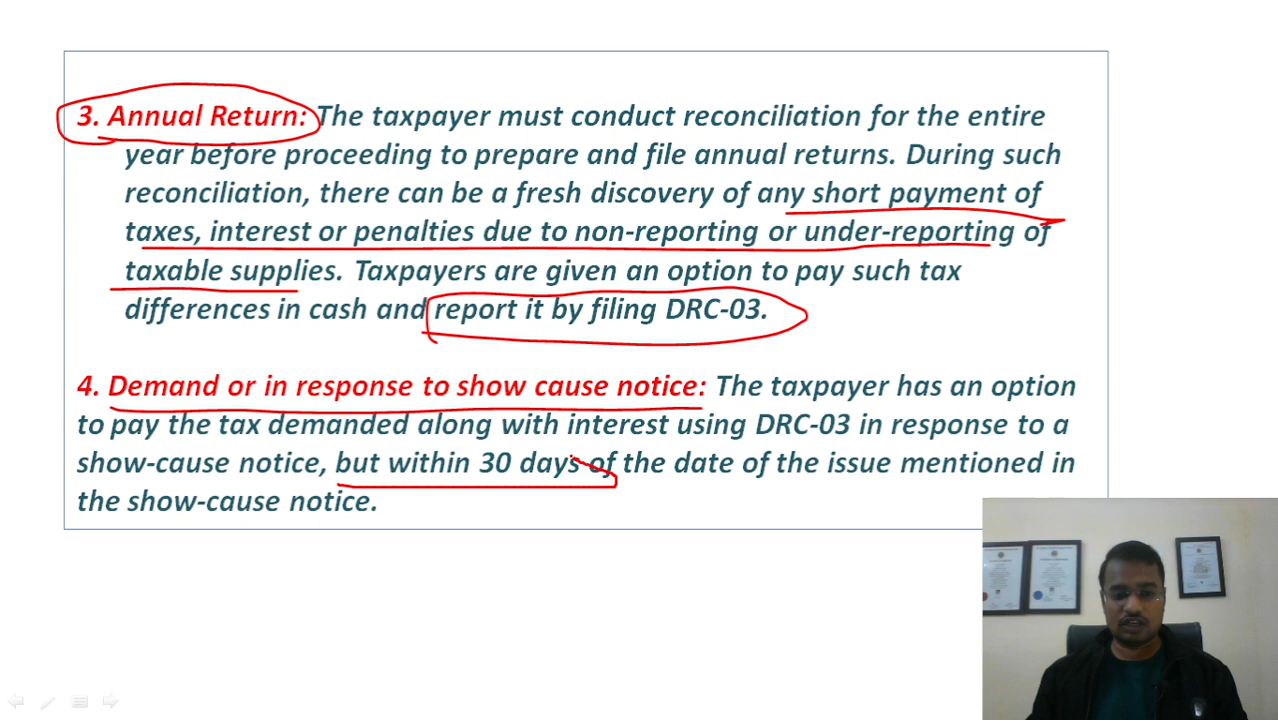 3. Annual Return: The taxpayer must conduct reconciliation for the entire
year before proceeding to prepare and file annual returns. During such
reconciliation, there can be a fresh discovery of any short payment of
taxes, interest or penalties due to non-reporting or under-reporting of
taxable supplies. Taxpayers are given an option to pay such tax
differences in cash and report it by filing DRC-03.
4. Demand or in response to show cause notice: The taxpayer has an option
to pay the tax demanded along with interest using DRC-03 in response to a
show-cause notice, but within 30 days of the date of the issue mentioned in
the show-cause notice.